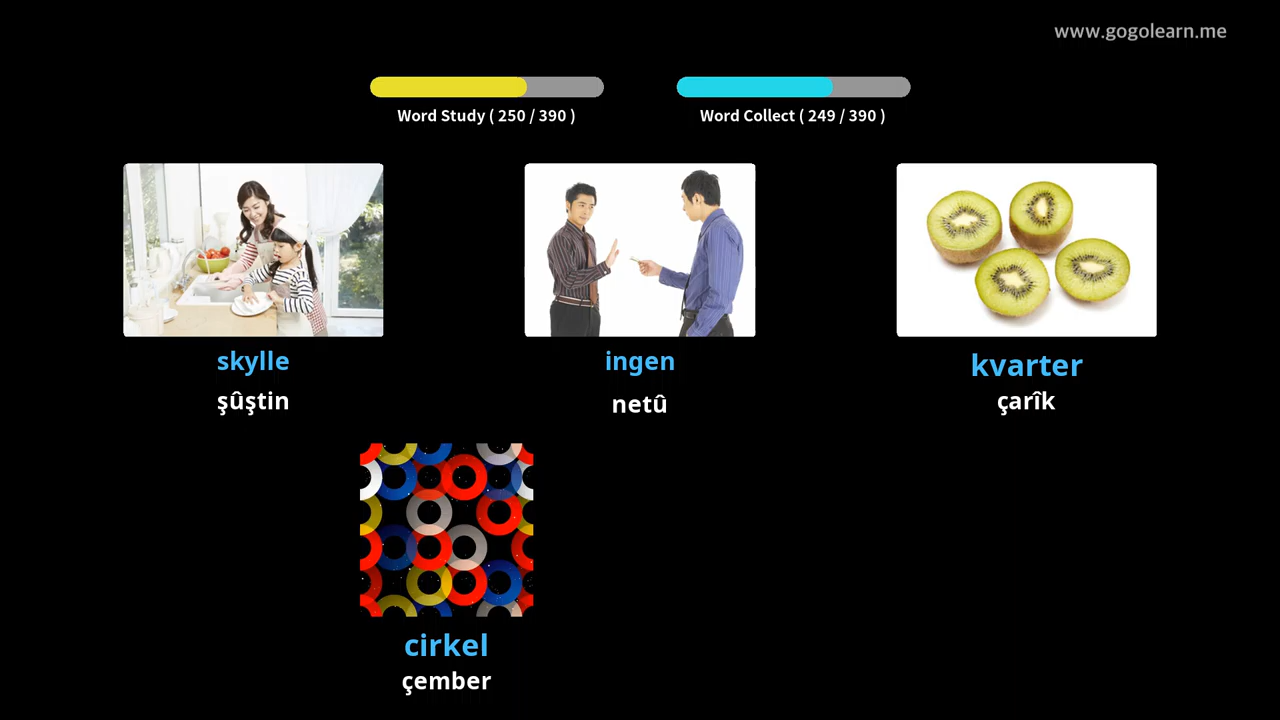 www.gogolearn.me
Word Study ( 250 / 390 )
Word Collect ( 249 / 390 )
skylle
şûştin
ingen
netû
kvarter
çarîk
cirkel
çember